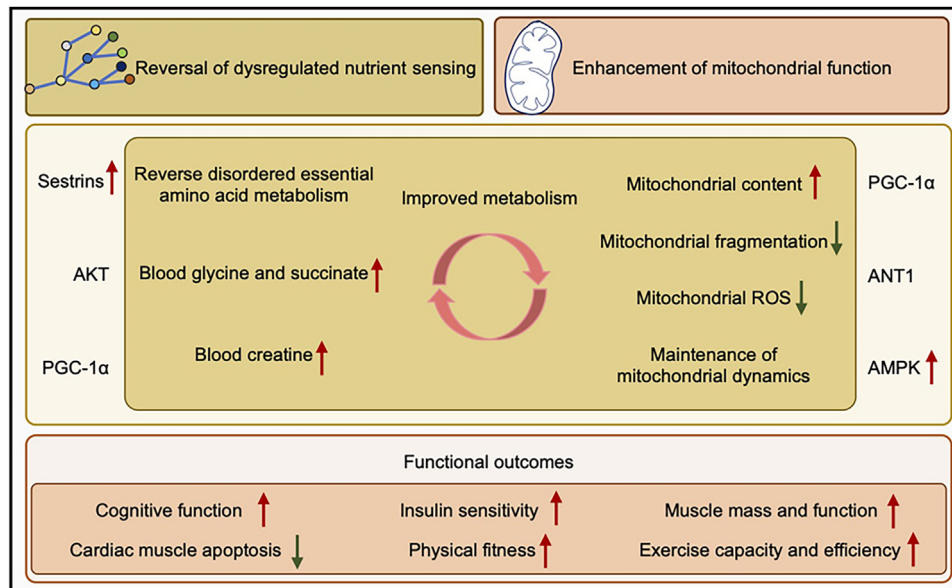 Reversal of dysregulated nutrient sensing
Enhancement of mitochondrial function
Sestrins
AKT
PGC-1α
Reverse disordered essential
amino acid metabolism
Blood glycine and succinate
Blood creatine
Improved metabolism
Mitochondrial content
Mitochondrial fragmentation
Mitochondrial ROS
Maintenance of
mitochondrial dynamics
PGC-1α
ANT1
AMPK
Functional outcomes
Cognitive function
Insulin sensitivity
Muscle mass and function
Cardiac muscle apoptosis
Physical fitness
Exercise capacity and efficiency